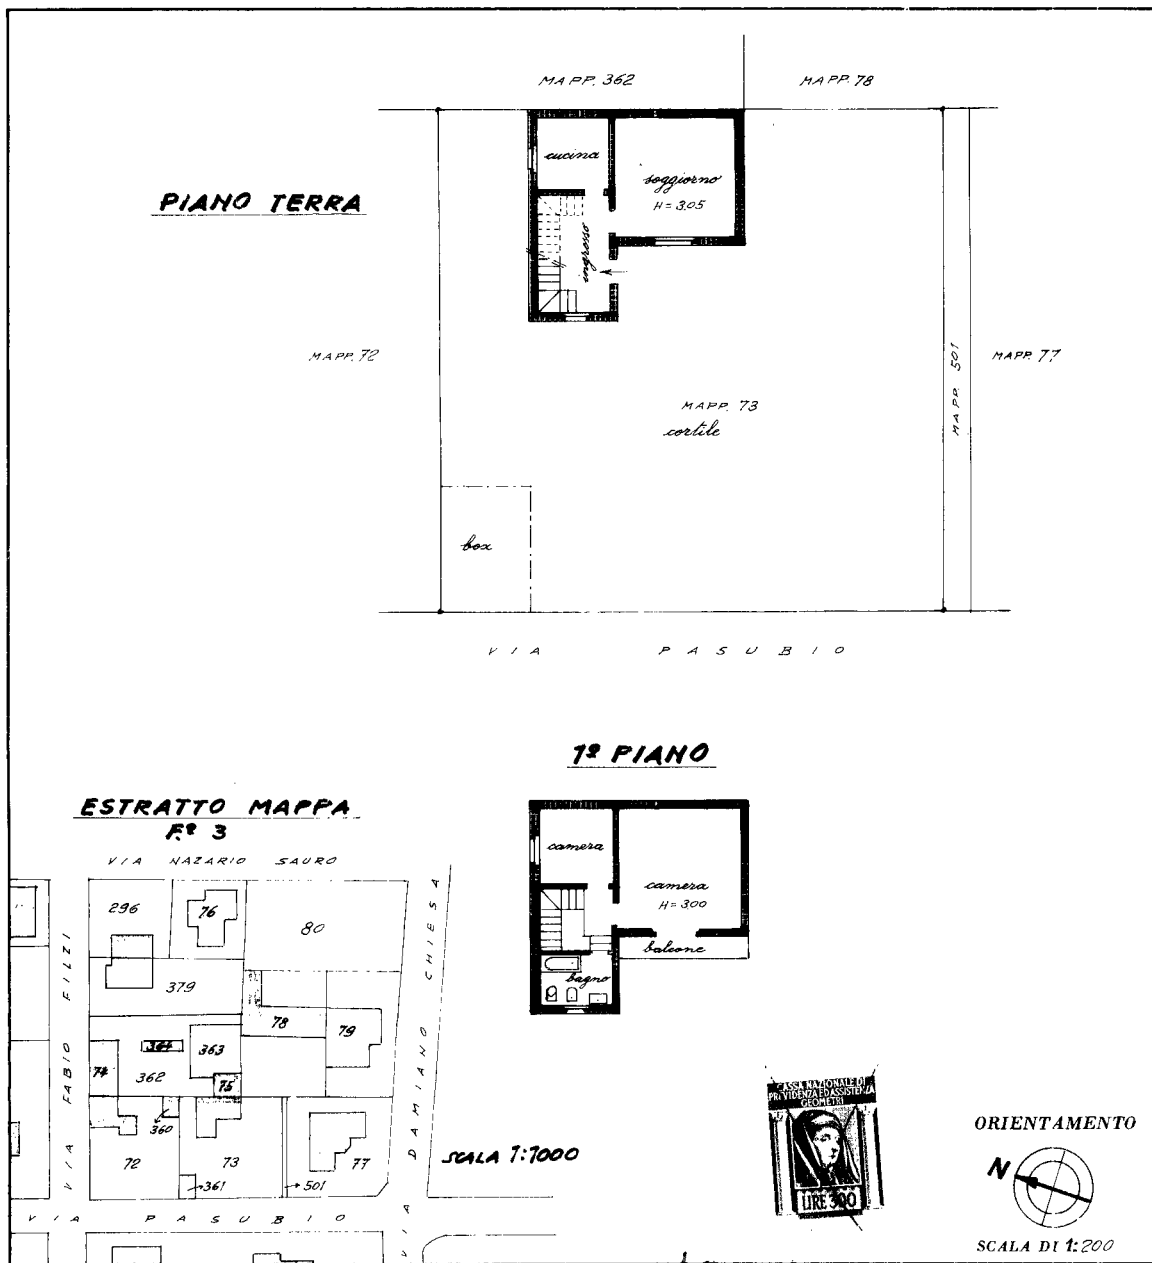 MAPP. 362
MAPP. 78
PIANO TERRA
cucina
soggiorno
H = 3.05
ingresso
MAPP. 72
MAPP. 73
cortile
MAPP. 501
MAPP. 77
box
VIA PASUBIO
1º PIANO
camera
camera
H = 3.00
balcone
bagno
ESTRATTO MAPPA
F.º 3
VIA NAZARIO SAURO
296
76
80
379
78
79
364
363
74
362
75
360
72
73
77
361
501
VIA FABIO FILZI
VIA DAMIANO CHIESA
VIA PASUBIO
SCALA 1:1000
CASSA NAZIONALE DI
PREVIDENZA ED ASSISTENZA
GEOMETRI
LIRE 300
ORIENTAMENTO
N
SCALA DI 1:200